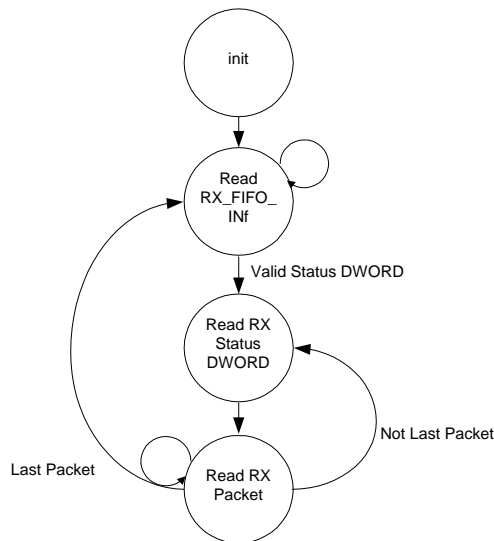 init
Read
RX_FIFO_
INf
Valid Status DWORD
Read RX
Status
DWORD
Not Last Packet
Last Packet
Read RX
Packet